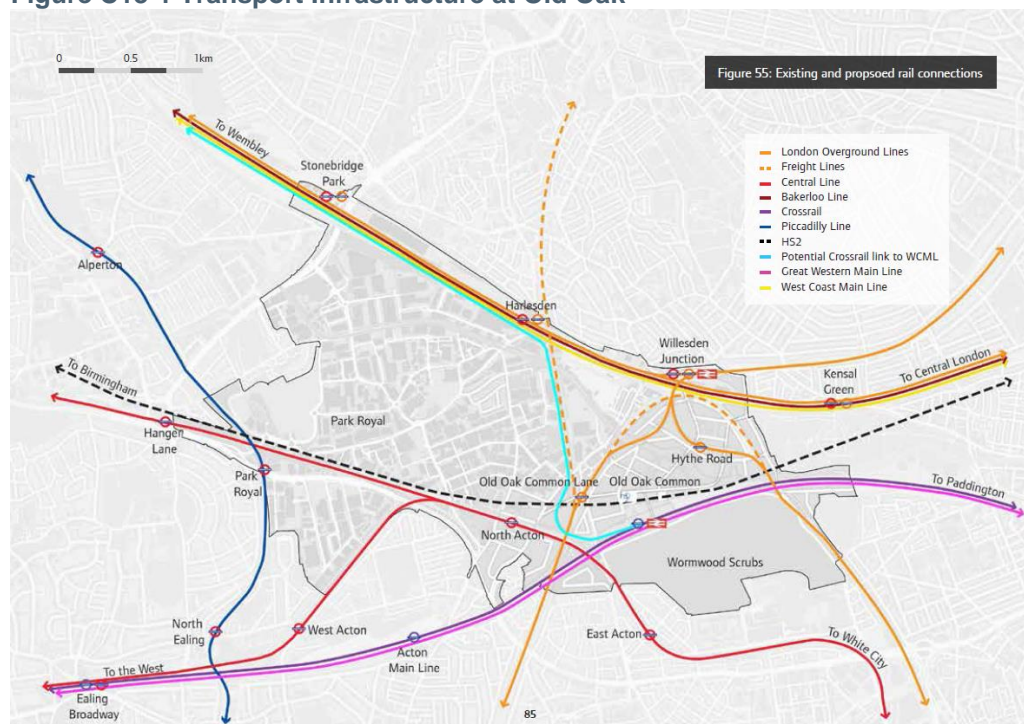 Figure 55: Existing and propsoed rail connections
0 0.5 1km
London Overground Lines
Freight Lines
Central Line
Bakerloo Line
Crossrail
Piccadilly Line
HS2
Potential Crossrail link to WCML
Great Western Main Line
West Coast Main Line
To Wembley
Stonebridge
Park
Alperton
Harlesden
Willesden
Junction
Kensal
Green
To Central London
To Birmingham
Hanger
Lane
Park Royal
Park
Royal
Hythe Road
Old Oak Common Lane
Old Oak Common
To Paddington
North Acton
Wormwood Scrubs
North
Ealing
West Acton
Acton
Main Line
East Acton
To White City
To the West
Ealing
Broadway
85